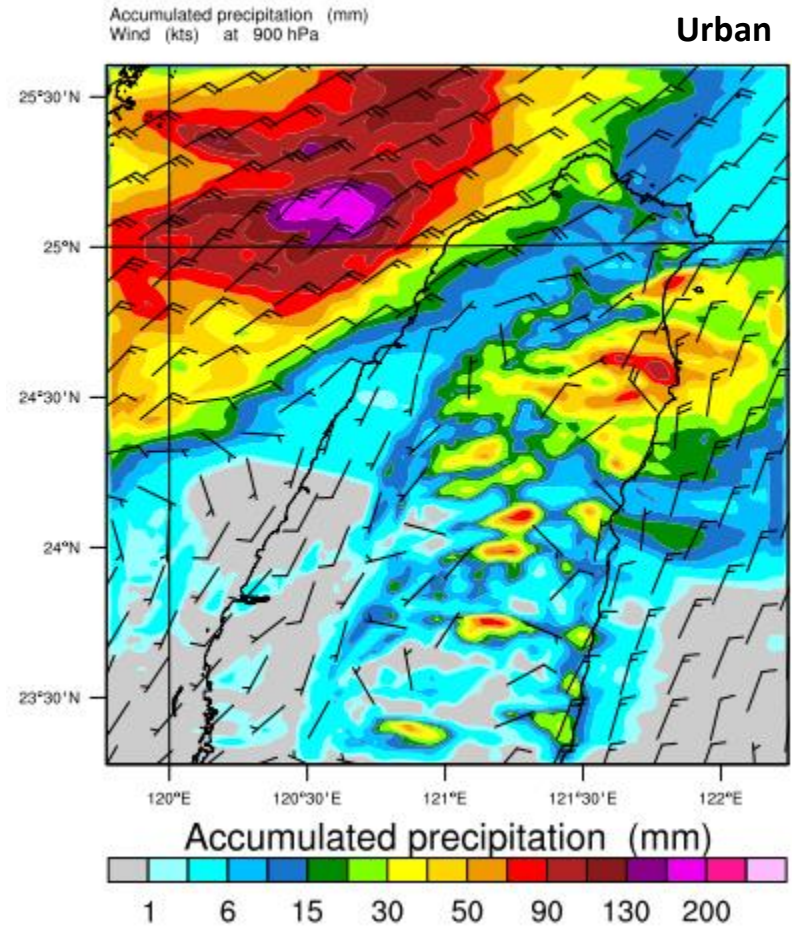 Accumulated precipitation (mm)
Wind (kts) at 900 hPa
Urban
25°30'N
25°N
24°30'N
24°N
23°30'N
120°E 120°30'E 121°E 121°30'E 122°E
Accumulated precipitation (mm)
1 6 15 30 50 90 130 200